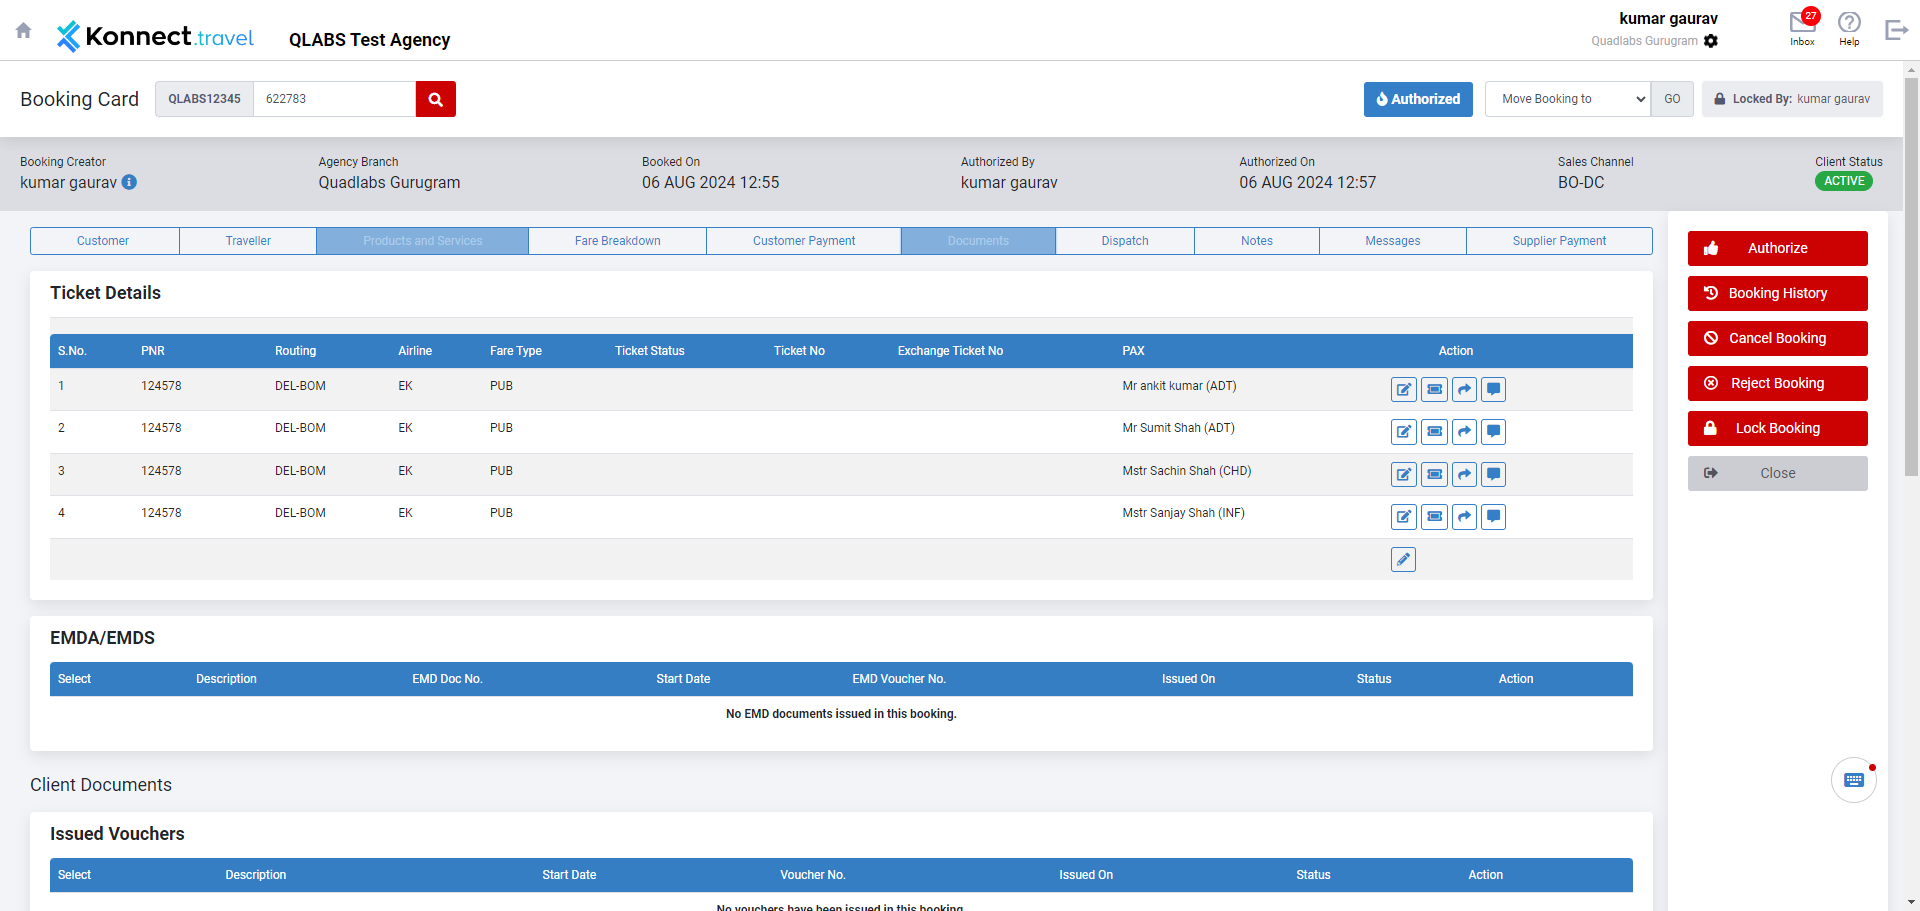 Konnect.travel
QLABS Test Agency
kumar gaurav
Quadlabs Gurugram
27
Inbox
Help
Booking Card
QLABS12345
622783
Authorized
Move Booking to
GO
Locked By: kumar gaurav
Booking Creator
kumar gaurav
Agency Branch
Quadlabs Gurugram
Booked On
06 AUG 2024 12:55
Authorized By
kumar gaurav
Authorized On
06 AUG 2024 12:57
Sales Channel
BO-DC
Client Status
ACTIVE
Customer
Traveller
Products and Services
Fare Breakdown
Customer Payment
Documents
Dispatch
Notes
Messages
Supplier Payment
Authorize
Booking History
Cancel Booking
Reject Booking
Lock Booking
Close
Ticket Details
S.No. PNR Routing Airline Fare Type Ticket Status Ticket No Exchange Ticket No PAX Action
1 124578 DEL-BOM EK PUB Mr ankit kumar (ADT)
2 124578 DEL-BOM EK PUB Mr Sumit Shah (ADT)
3 124578 DEL-BOM EK PUB Mstr Sachin Shah (CHD)
4 124578 DEL-BOM EK PUB Mstr Sanjay Shah (INF)
EMDA/EMDS
Select Description EMD Doc No. Start Date EMD Voucher No. Issued On Status Action
No EMD documents issued in this booking.
Client Documents
Issued Vouchers
Select Description Start Date Voucher No. Issued On Status Action
No vouchers have been issued in this booking